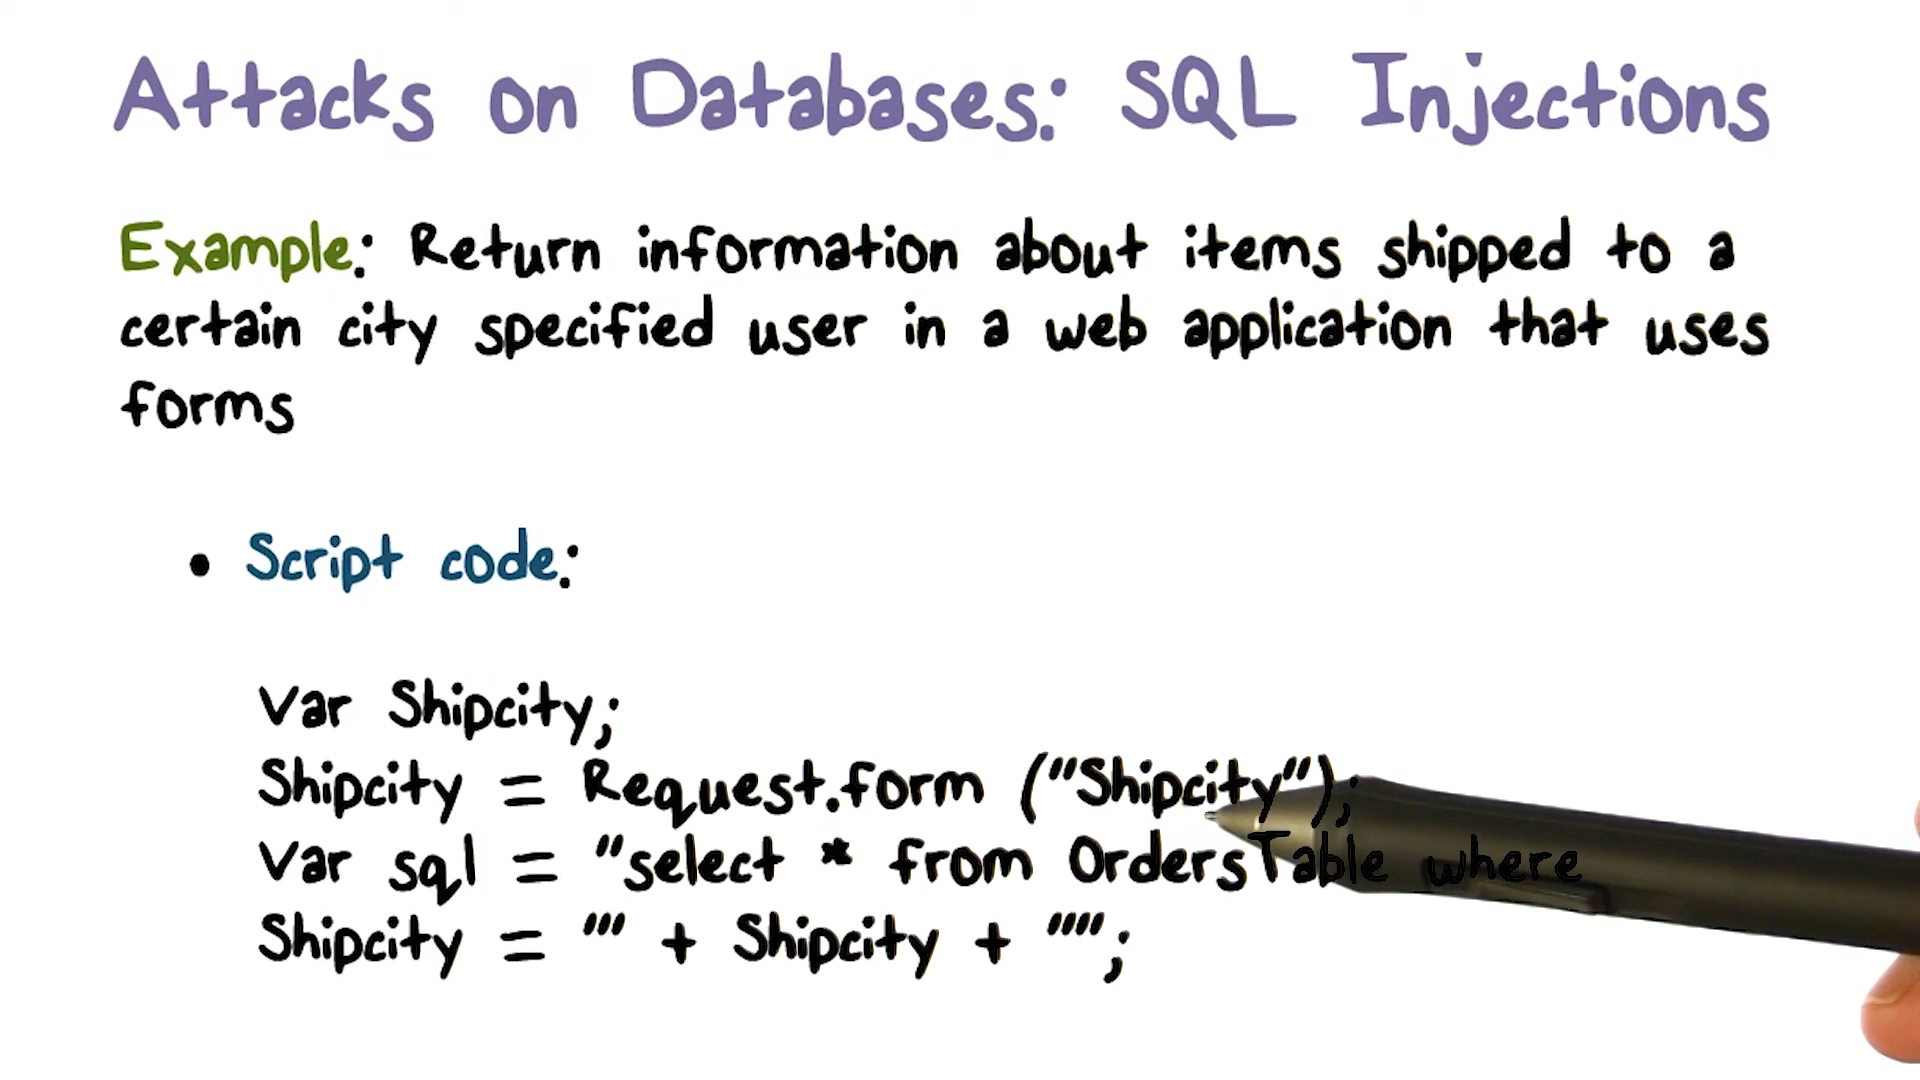 Attacks on Databases: SQL Injections
Example: Return information about items shipped to a
certain city specified user in a web application that uses
forms
• Script code:
Var Shipcity;
Shipcity = Request.form ("Shipcity");
Var sql = "select * from OrdersTable where
Shipcity = '" + Shipcity + "'";